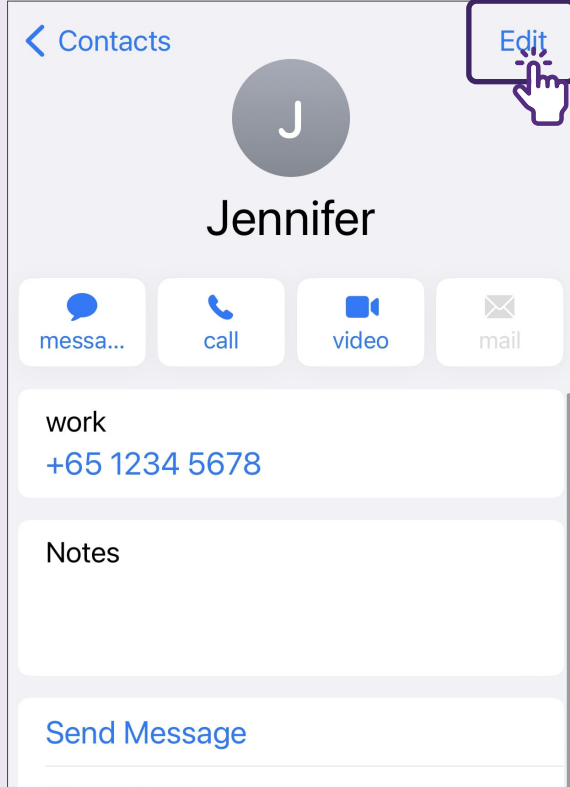 Contacts
Edit
J
Jennifer
messa...
call
video
mail
work
+65 1234 5678
Notes
Send Message